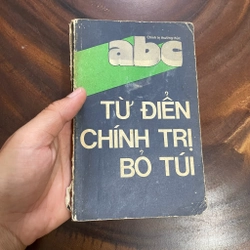 abc
TỪ ĐIỂN
CHÍNH TRỊ
BỎ TÚI